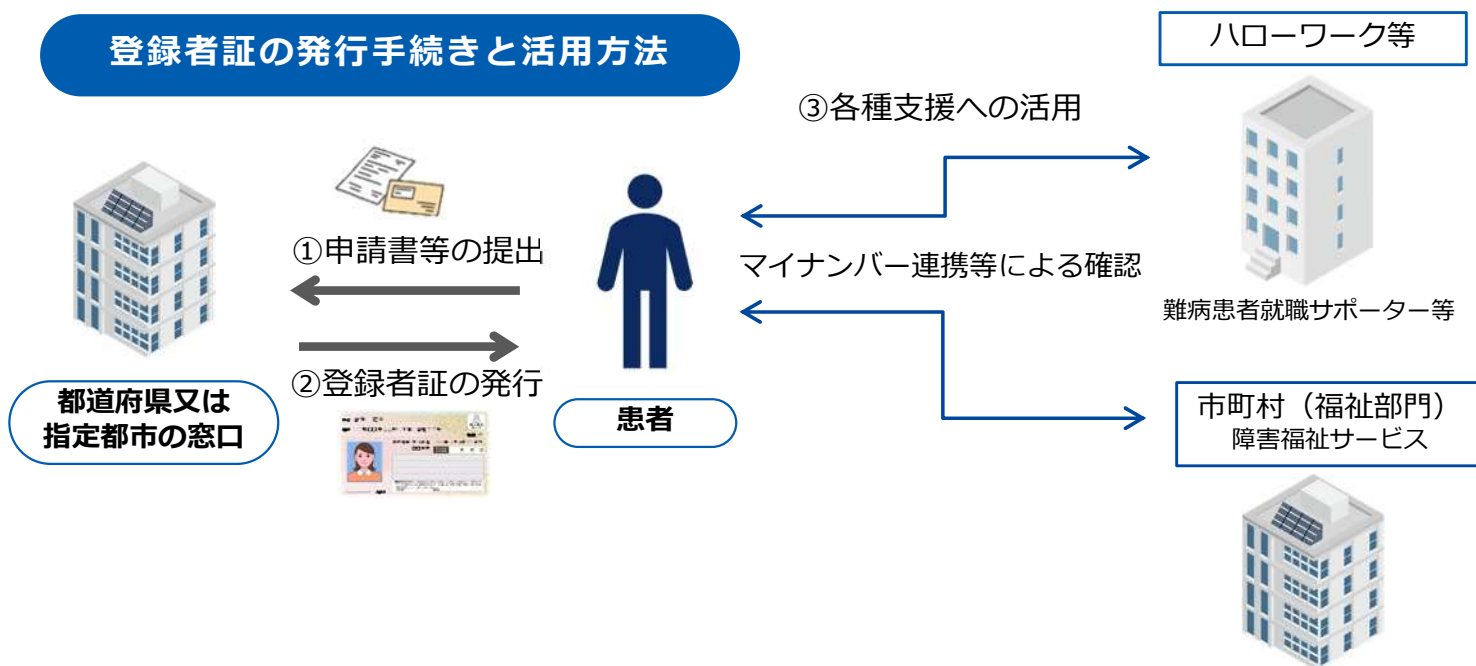 登録者証の発行手続きと活用方法
ハローワーク等
③各種支援への活用
①申請書等の提出
マイナンバー連携等による確認
難病患者就職サポーター等
②登録者証の発行
都道府県又は
指定都市の窓口
患者
市町村（福祉部門）
障害福祉サービス